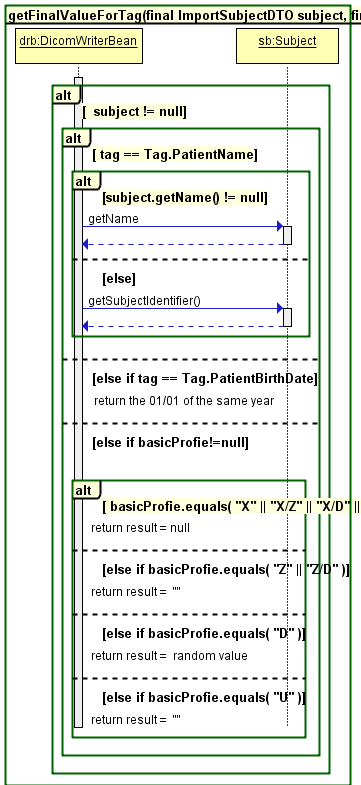 getFinalValueForTag(final ImportSubjectDTO subject, fi
drb:DicomWriterBean sb:Subject
alt
[ subject != null]
alt
[ tag == Tag.PatientName]
alt
[subject.getName() != null]
getName
[else]
getSubjectIdentifier()
[else if tag == Tag.PatientBirthDate]
return the 01/01 of the same year
[else if basicProfie!=null]
alt
[ basicProfie.equals( "X" || "X/Z" || "X/D" ||
return result = null
[else if basicProfie.equals( "Z" || "Z/D" )]
return result = ""
[else if basicProfie.equals( "D" )]
return result = random value
[else if basicProfie.equals( "U" )]
return result = ""